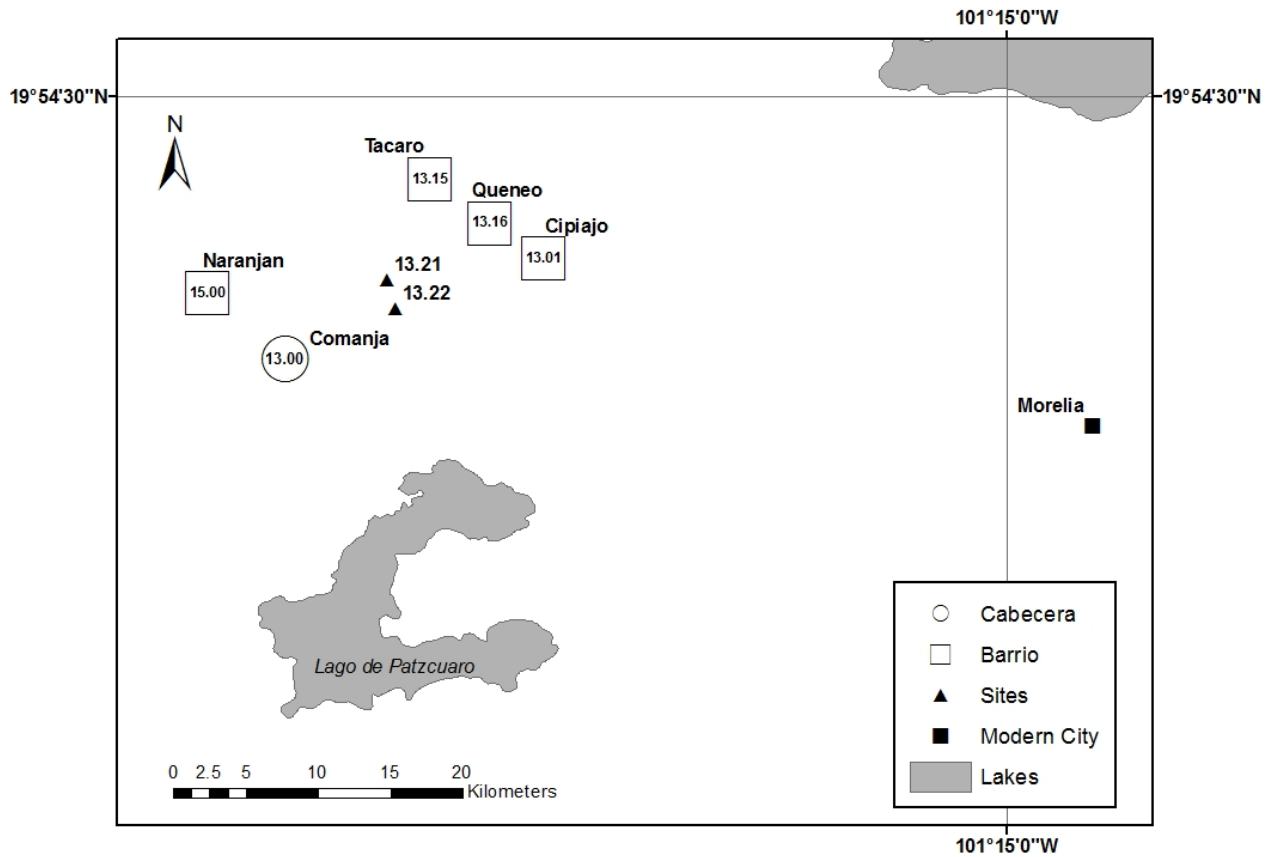 101°15'0"W
19°54'30"N
19°54'30"N
N
Tacaro
13.15
Queneo
13.16
Cipiajo
13.01
Naranjan
15.00
13.21
13.22
Comanja
13.00
Morelia
Lago de Patzcuaro
0 2.5 5 10 15 20
Kilometers
Cabecera
Barrio
Sites
Modern City
Lakes
101°15'0"W